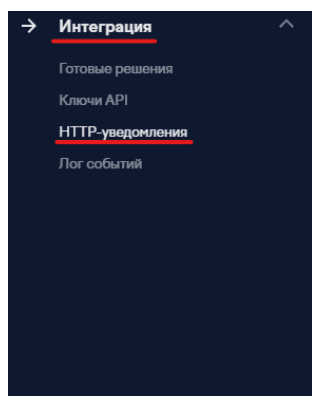 Интеграция
Готовые решения
Ключи API
HTTP-уведомления
Лог событий